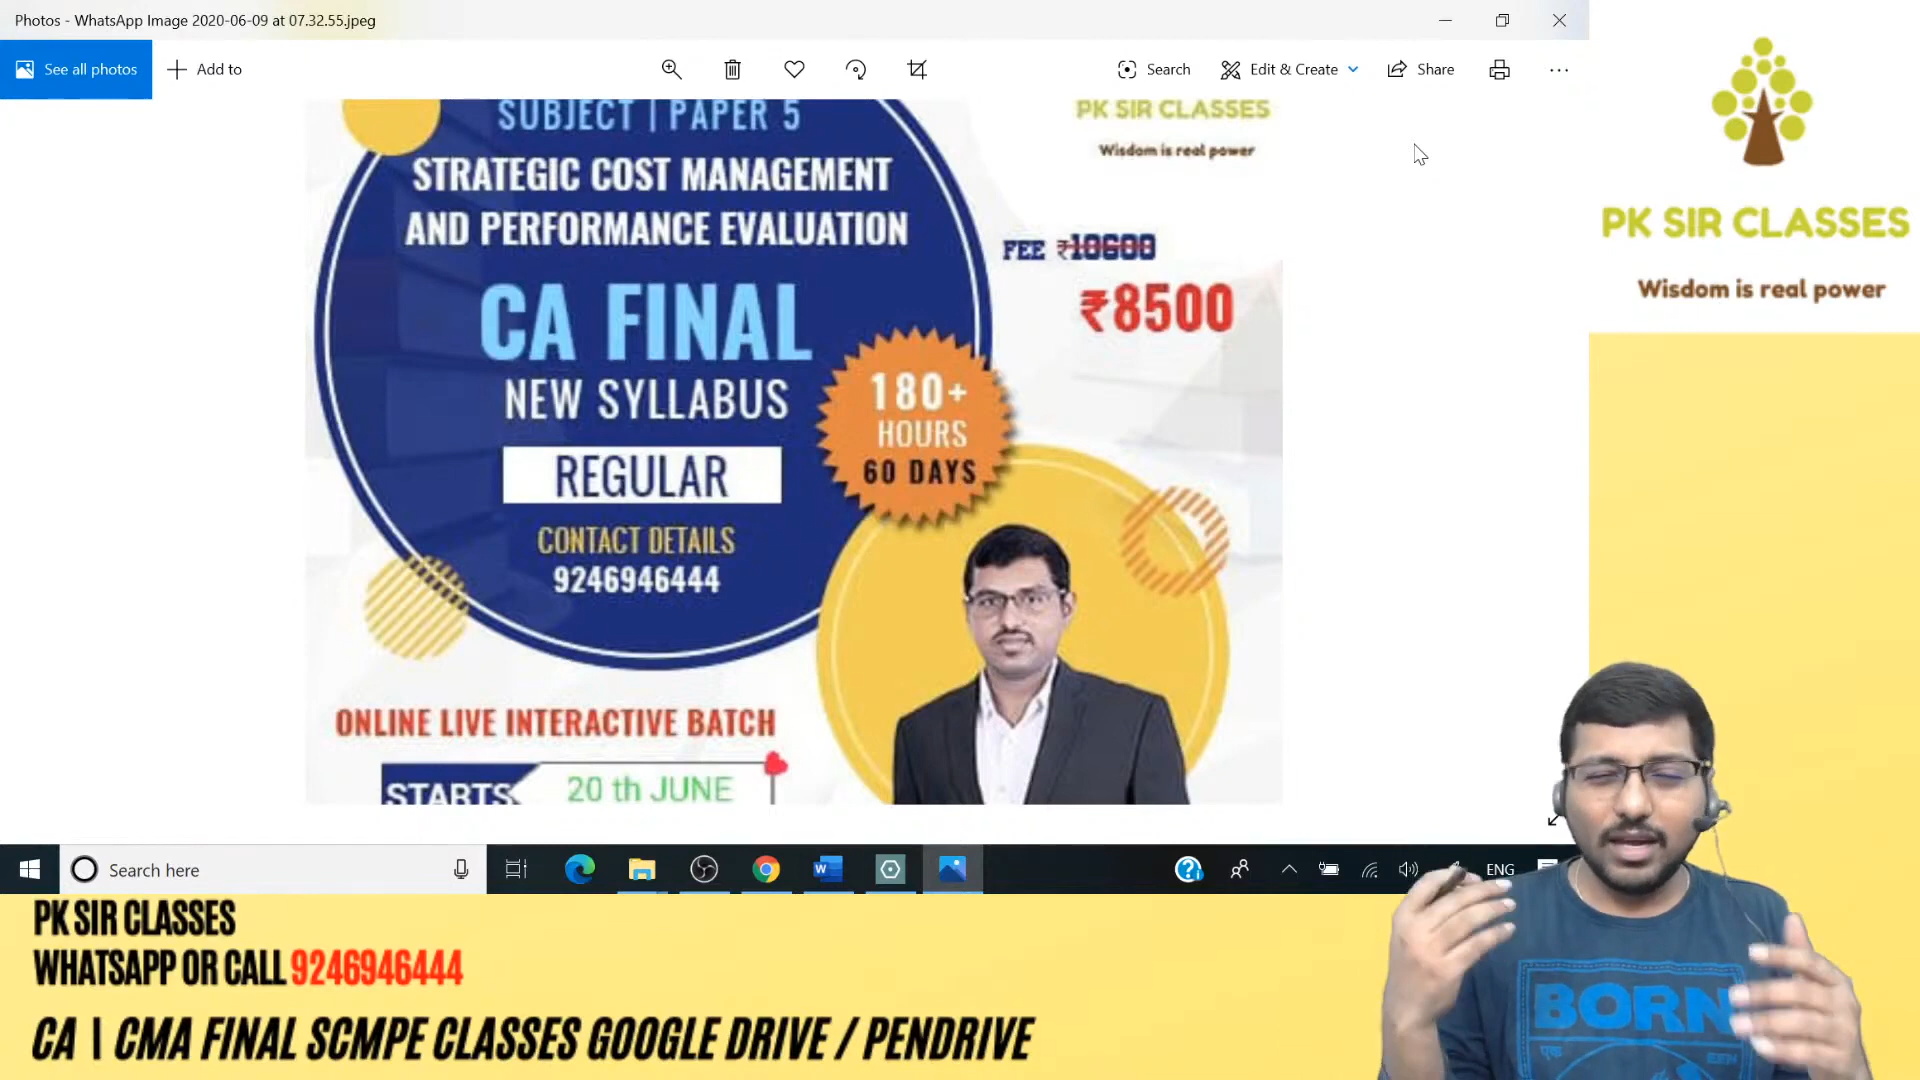 Photos - WhatsApp Image 2020-06-09 at 07.32.55.jpeg
See all photos
Add to
Search
Edit & Create
Share
SUBJECT | PAPER 5
STRATEGIC COST MANAGEMENT
AND PERFORMANCE EVALUATION
CA FINAL
NEW SYLLABUS
REGULAR
CONTACT DETAILS
9246946444
180+
HOURS
60 DAYS
PK SIR CLASSES
Wisdom is real power
FEE ₹10600
₹8500
ONLINE LIVE INTERACTIVE BATCH
STARTS
20 th JUNE
PK SIR CLASSES
Wisdom is real power
Search here
ENG
PK SIR CLASSES
WHATSAPP OR CALL 9246946444
CA \ CMA FINAL SCMPE CLASSES GOOGLE DRIVE / PENDRIVE
BORN